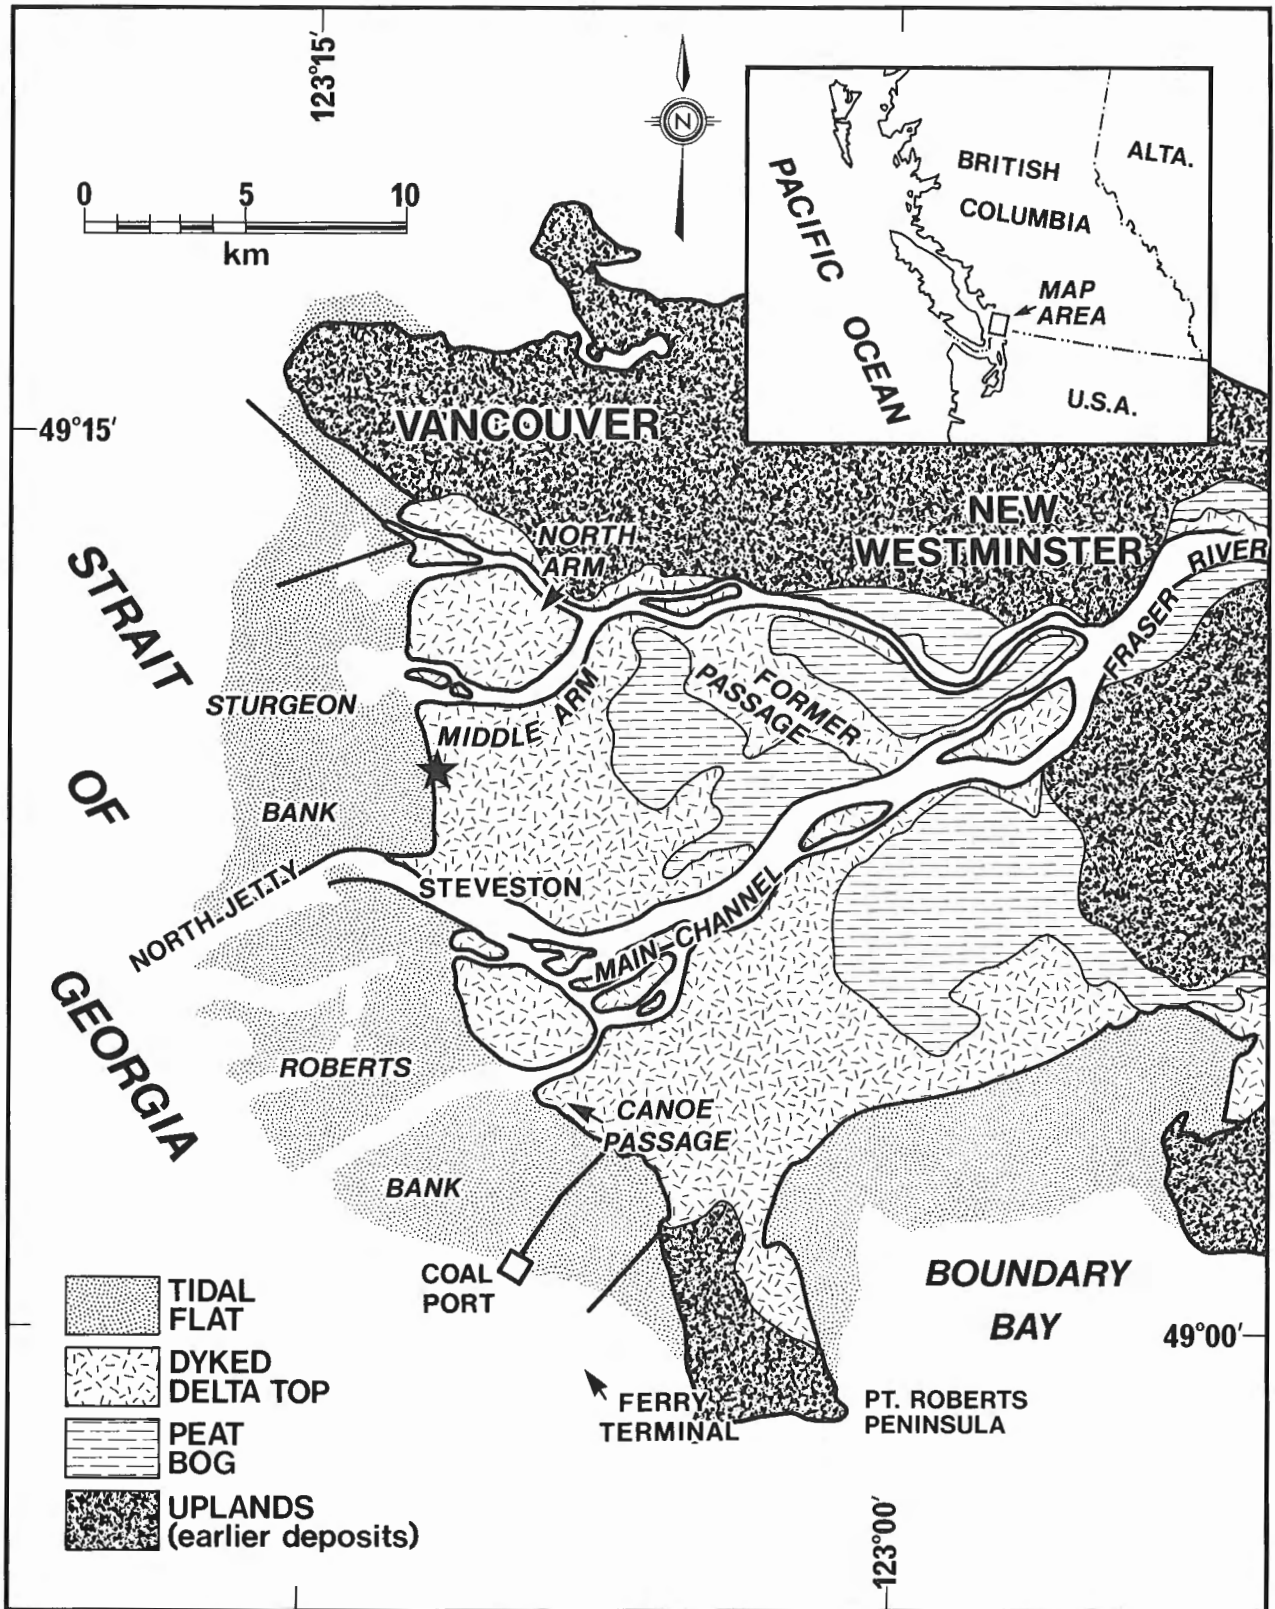 123°15′
N
0 5 10
km
BRITISH
COLUMBIA
ALTA.
PACIFIC OCEAN
MAP
AREA
U.S.A.
49°15′
VANCOUVER
NEW
WESTMINSTER
NORTH
ARM
FRASER RIVER
STRAIT
OF
GEORGIA
STURGEON
BANK
MIDDLE ARM
FORMER
PASSAGE
NORTH JETTY
STEVESTON
MAIN CHANNEL
ROBERTS
BANK
CANOE
PASSAGE
COAL
PORT
BOUNDARY
BAY
49°00′
FERRY
TERMINAL
PT. ROBERTS
PENINSULA
TIDAL
FLAT
DYKED
DELTA TOP
PEAT
BOG
UPLANDS
(earlier deposits)
123°00′